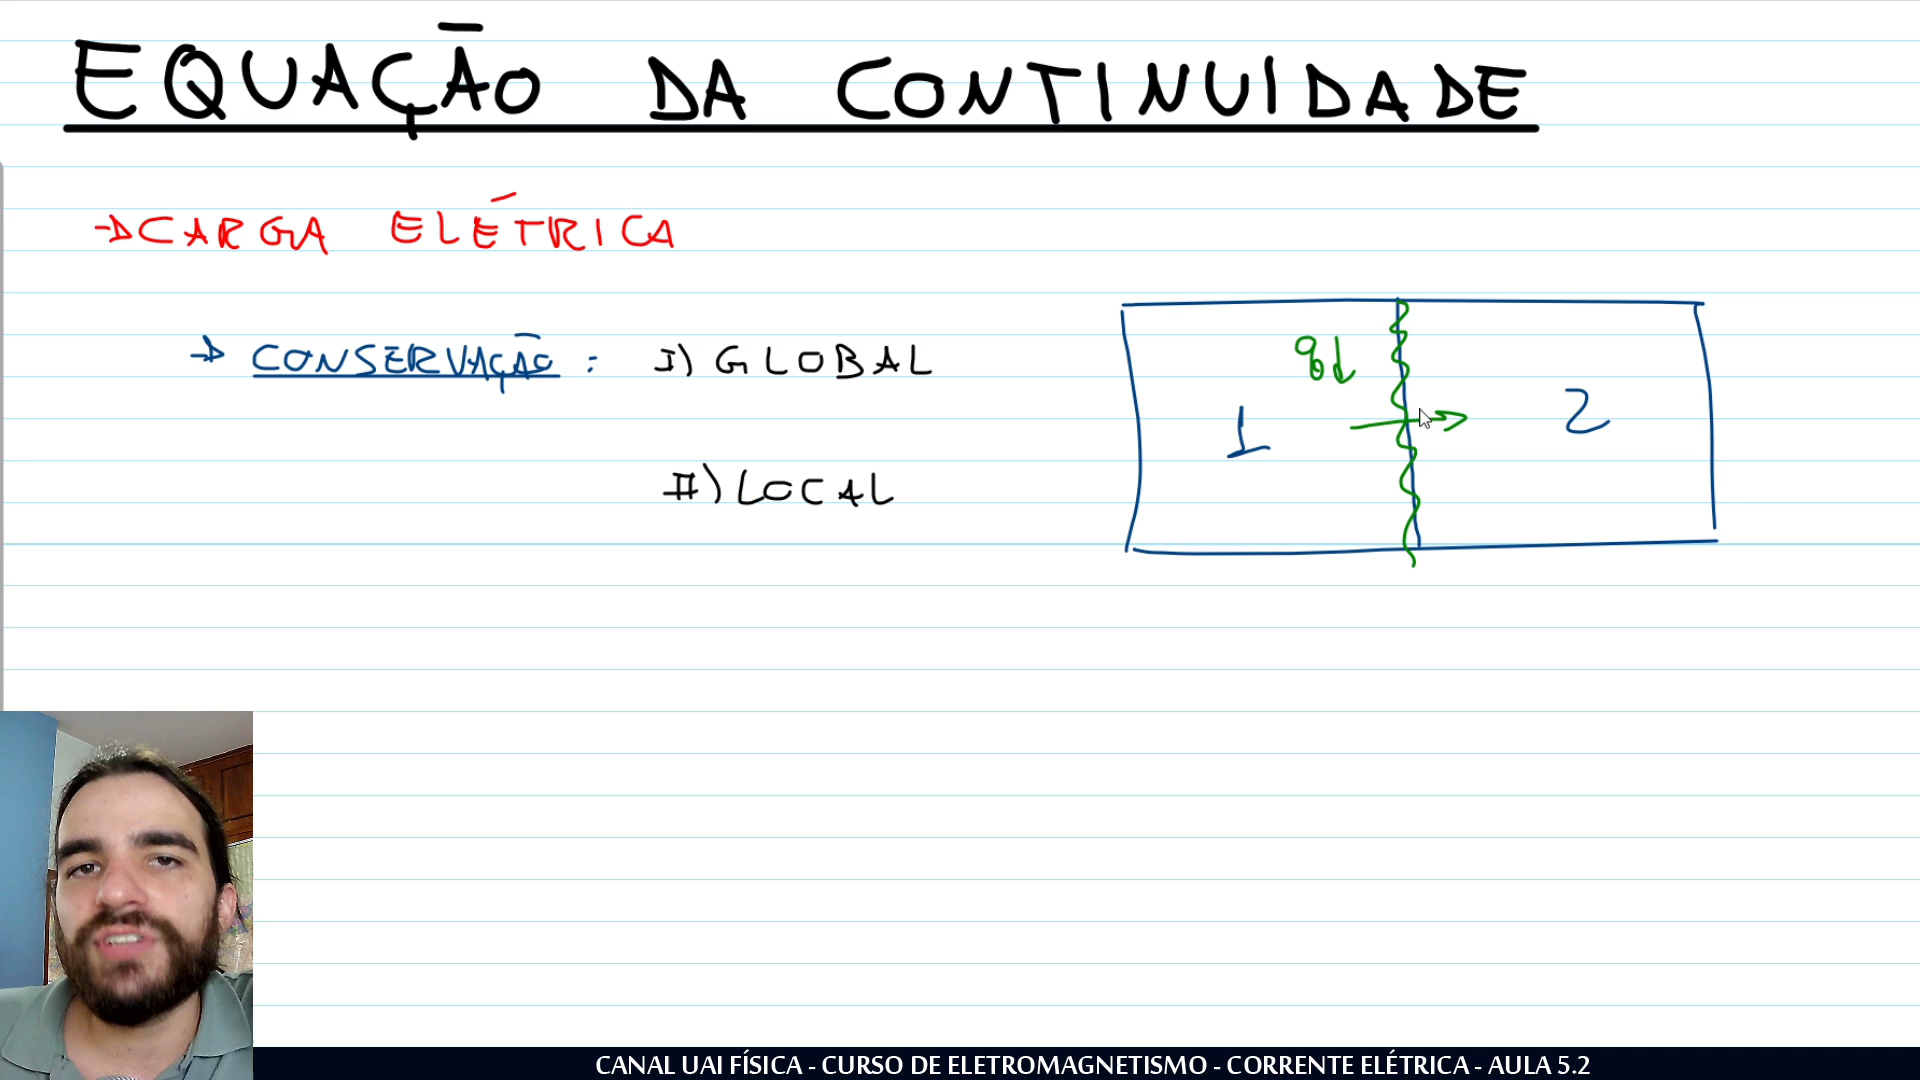 EQUAÇÃO DA CONTINUIDADE
→ CARGA ELÉTRICA
→ CONSERVAÇÃO : I) GLOBAL
II) LOCAL
1 2
CANAL UAI FÍSICA - CURSO DE ELETROMAGNETISMO - CORRENTE ELÉTRICA - AULA 5.2